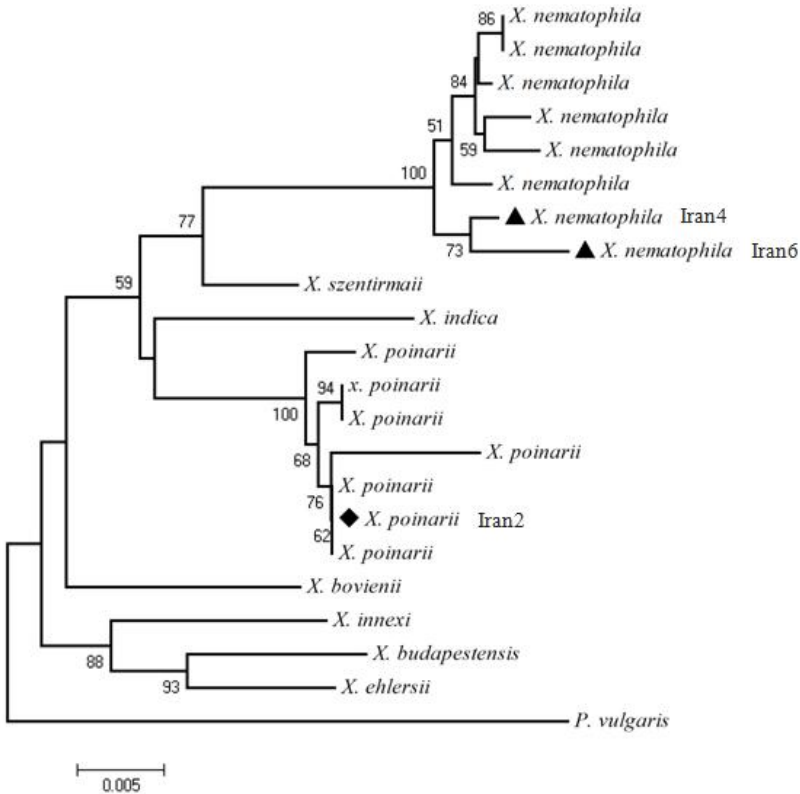 86 X. nematophila
X. nematophila
84 X. nematophila
X. nematophila
51
59 X. nematophila
100 X. nematophila
X. nematophila Iran4
77
73 X. nematophila Iran6
59 X. szentirmaii
X. indica
X. poinarii
94 x. poinarii
100 X. poinarii
68 X. poinarii
X. poinarii
76
X. poinarii Iran2
62
X. poinarii
X. bovienii
X. innexi
88 X. budapestensis
93 X. ehlersii
P. vulgaris
0.005